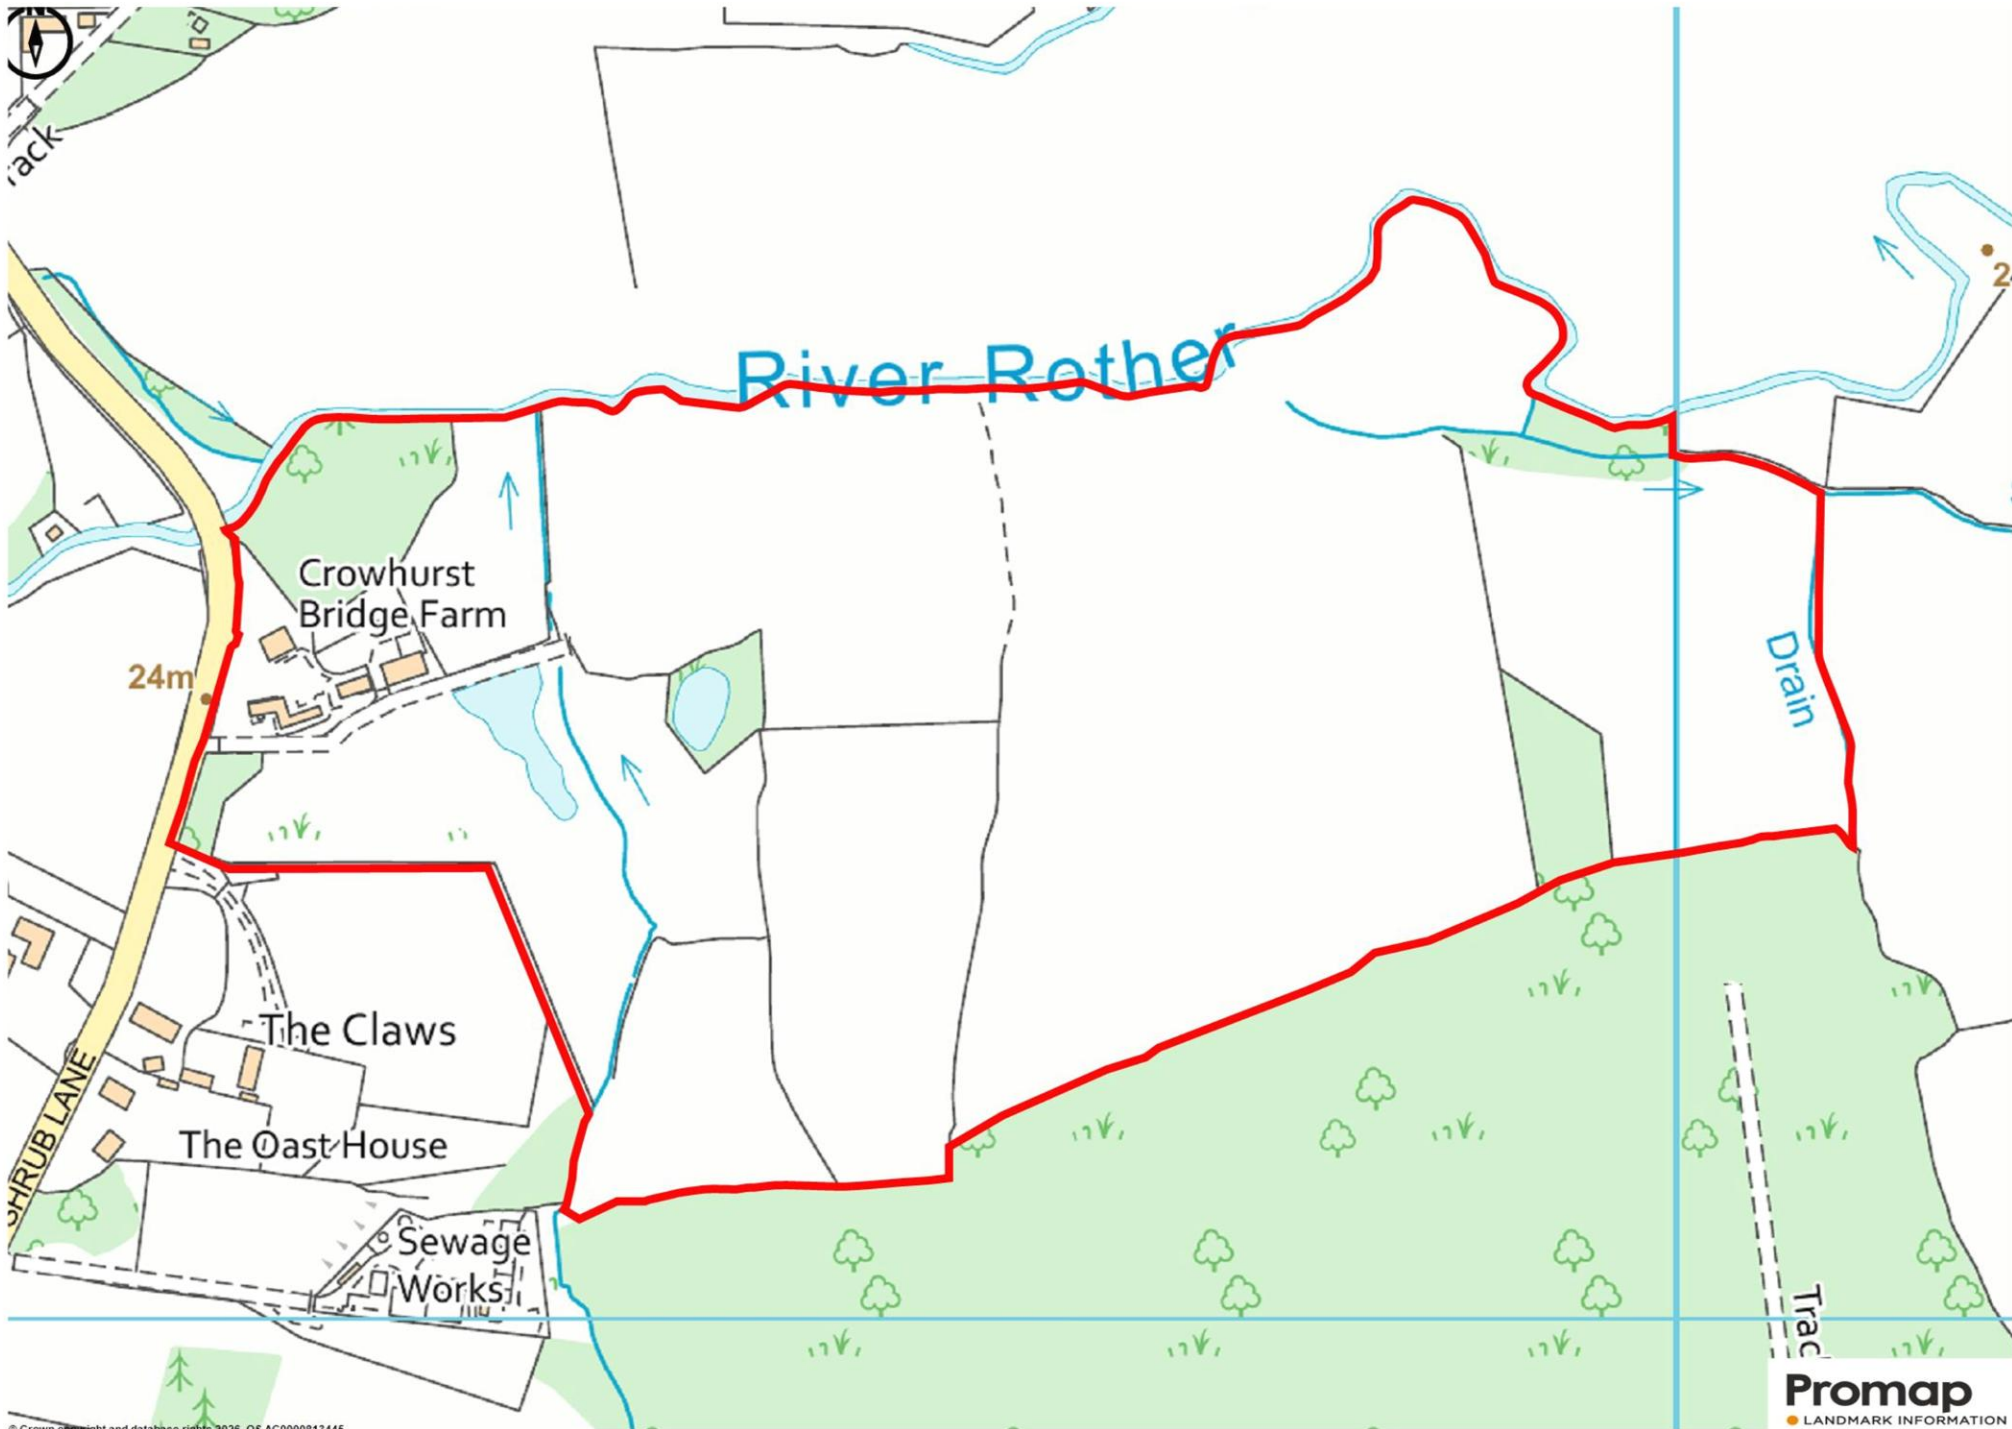 N
rack
River Rother
Crowhurst
Bridge Farm
24m
Drain
The Claws
The Oast House
SHRUB LANE
Sewage
Works
Trac
Promap
LANDMARK INFORMATION